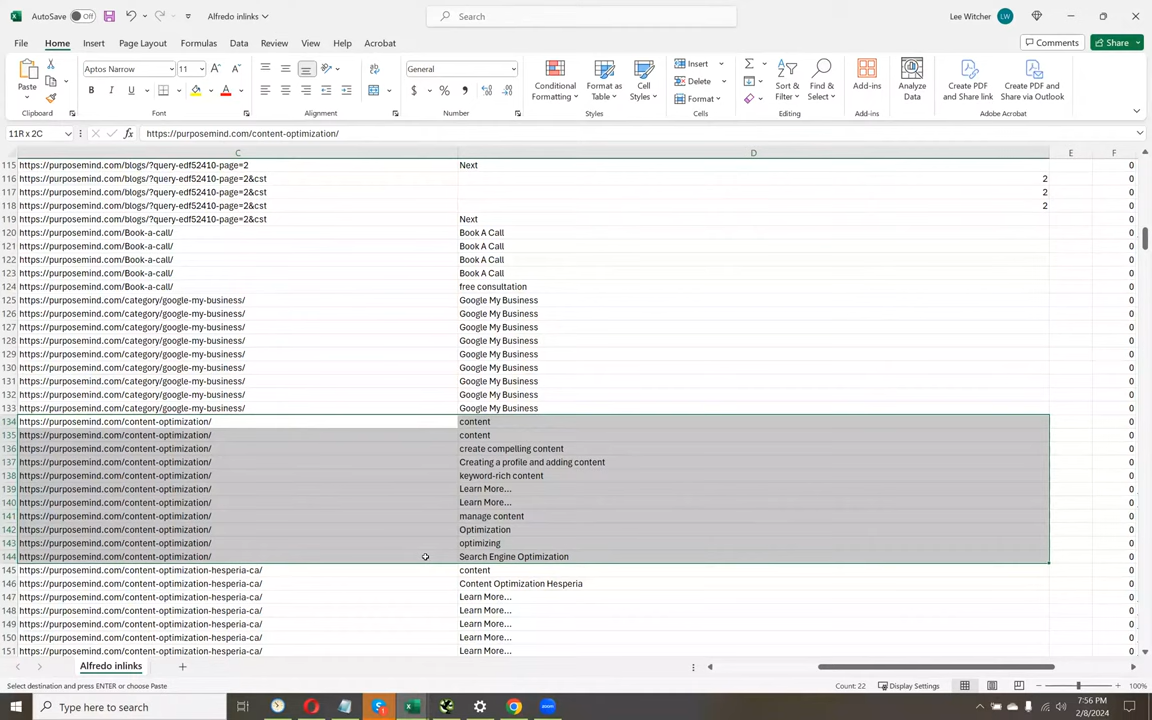 AutoSave Off Alfredo inlinks Search Lee Witcher LW
File Home Insert Page Layout Formulas Data Review View Help Acrobat Comments Share
Paste Aptos Narrow 11 General Conditional Formatting Format as Table Cell Styles Insert Delete Format Sort & Filter Find & Select Add-ins Analyze Data Create PDF and Share link Create PDF and Share via Outlook
Clipboard Font Alignment Number Styles Cells Editing Add-ins Adobe Acrobat
11R x 2C fx https://purposemind.com/content-optimization/
C D E F
115 https://purposemind.com/blogs/?query-edf52410-page=2 Next 0
116 https://purposemind.com/blogs/?query-edf52410-page=2&cst 2 0
117 https://purposemind.com/blogs/?query-edf52410-page=2&cst 2 0
118 https://purposemind.com/blogs/?query-edf52410-page=2&cst 2 0
119 https://purposemind.com/blogs/?query-edf52410-page=2&cst Next 0
120 https://purposemind.com/Book-a-call/ Book A Call 0
121 https://purposemind.com/Book-a-call/ Book A Call 0
122 https://purposemind.com/Book-a-call/ Book A Call 0
123 https://purposemind.com/Book-a-call/ Book A Call 0
124 https://purposemind.com/Book-a-call/ free consultation 0
125 https://purposemind.com/category/google-my-business/ Google My Business 0
126 https://purposemind.com/category/google-my-business/ Google My Business 0
127 https://purposemind.com/category/google-my-business/ Google My Business 0
128 https://purposemind.com/category/google-my-business/ Google My Business 0
129 https://purposemind.com/category/google-my-business/ Google My Business 0
130 https://purposemind.com/category/google-my-business/ Google My Business 0
131 https://purposemind.com/category/google-my-business/ Google My Business 0
132 https://purposemind.com/category/google-my-business/ Google My Business 0
133 https://purposemind.com/category/google-my-business/ Google My Business 0
134 https://purposemind.com/content-optimization/ content 0
135 https://purposemind.com/content-optimization/ content 0
136 https://purposemind.com/content-optimization/ create compelling content 0
137 https://purposemind.com/content-optimization/ Creating a profile and adding content 0
138 https://purposemind.com/content-optimization/ keyword-rich content 0
139 https://purposemind.com/content-optimization/ Learn More... 0
140 https://purposemind.com/content-optimization/ Learn More... 0
141 https://purposemind.com/content-optimization/ manage content 0
142 https://purposemind.com/content-optimization/ Optimization 0
143 https://purposemind.com/content-optimization/ optimizing 0
144 https://purposemind.com/content-optimization/ Search Engine Optimization 0
145 https://purposemind.com/content-optimization-hesperia-ca/ content 0
146 https://purposemind.com/content-optimization-hesperia-ca/ Content Optimization Hesperia 0
147 https://purposemind.com/content-optimization-hesperia-ca/ Learn More... 0
148 https://purposemind.com/content-optimization-hesperia-ca/ Learn More... 0
149 https://purposemind.com/content-optimization-hesperia-ca/ Learn More... 0
150 https://purposemind.com/content-optimization-hesperia-ca/ Learn More... 0
151 https://purposemind.com/content-optimization-hesperia-ca/ Learn More... 0
Alfredo inlinks
Select destination and press ENTER or choose Paste Count: 22 Display Settings 100%
Type here to search 7:56 PM
2/8/2024